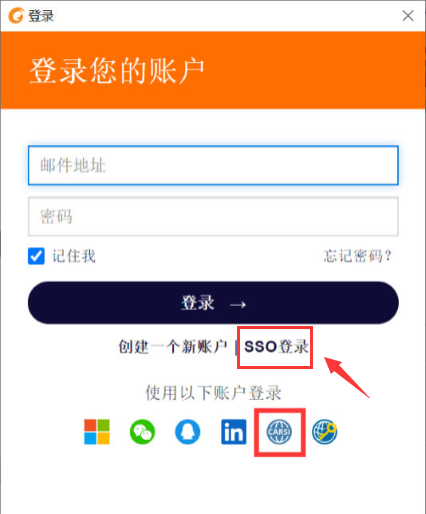 登录
登录您的账户
邮件地址
密码
记住我 忘记密码?
登录 →
创建一个新账户 | SSO登录
使用以下账户登录
in CARSI